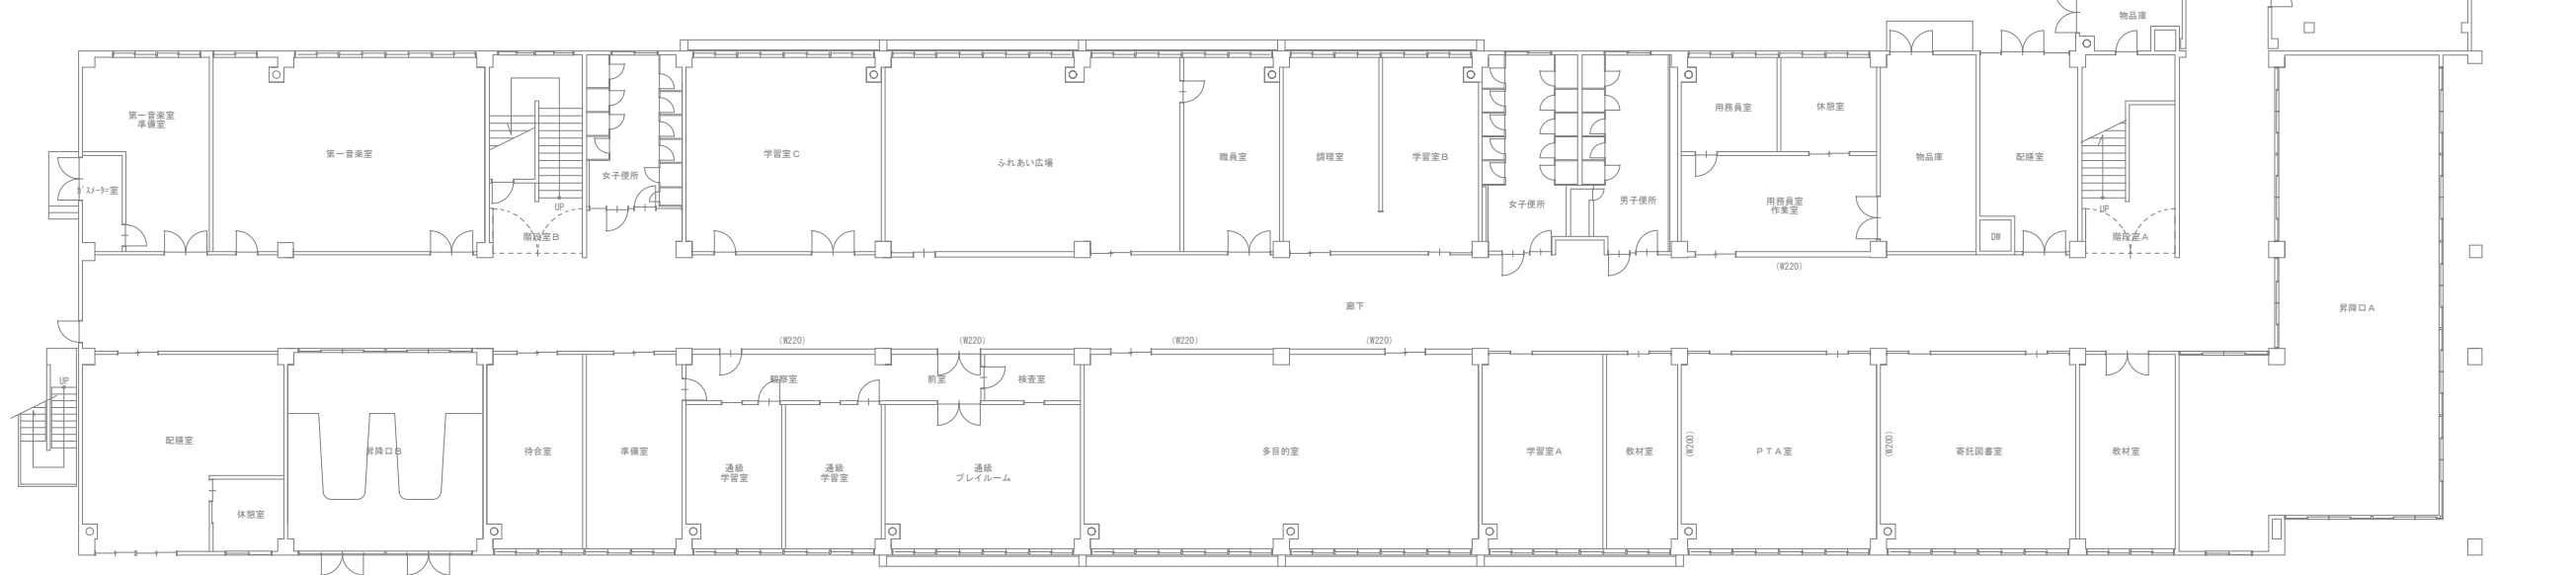 物品庫
第一音楽室
準備室
第一音楽室
学習室C
ふれあい広場
職員室
調理室
学習室B
用務員室
休憩室
物品庫
配膳室
ｶﾞｽﾒｰﾀｰ室
女子便所
UP
階段室B
女子便所
男子便所
用務員室
作業室
DW
UP
階段室A
(W220)
廊下
昇降口A
(W220)
(W220)
(W220)
(W220)
UP
観察室
前室
検査室
配膳室
昇降口B
待合室
準備室
通級
学習室
通級
学習室
通級
プレイルーム
多目的室
学習室A
教材室
(W200)
PTA室
(W200)
寄託図書室
教材室
休憩室